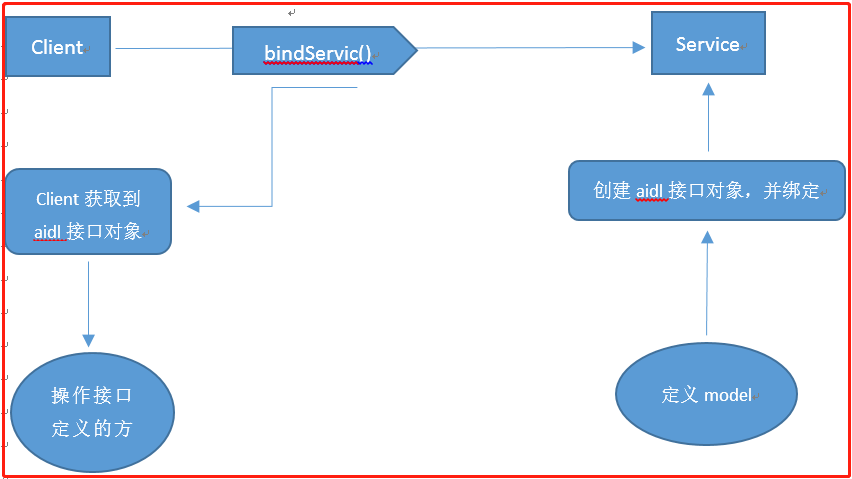 Client
bindServic()
Service
Client 获取到
aidl 接口对象
创建 aidl 接口对象，并绑定
操作接口
定义的方
定义 model